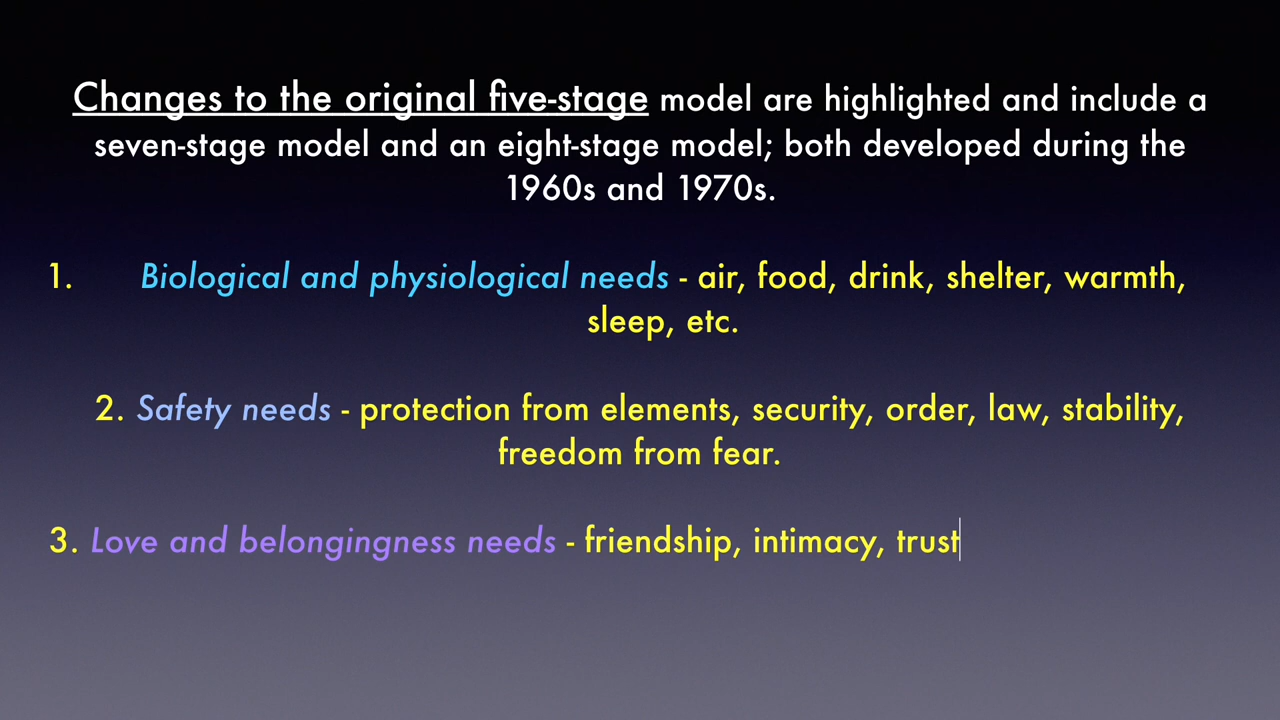 Changes to the original five-stage model are highlighted and include a
seven-stage model and an eight-stage model; both developed during the
1960s and 1970s.
1. Biological and physiological needs - air, food, drink, shelter, warmth,
sleep, etc.
2. Safety needs - protection from elements, security, order, law, stability,
freedom from fear.
3. Love and belongingness needs - friendship, intimacy, trust